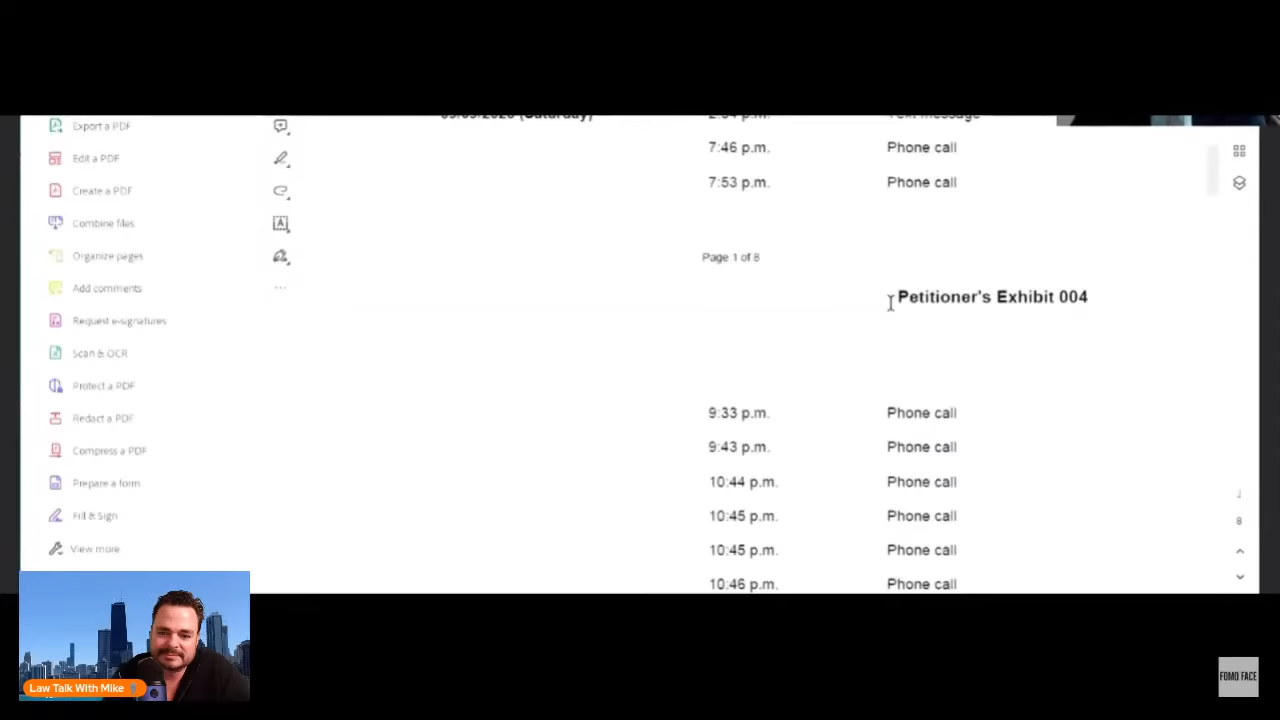 Export a PDF
7:46 p.m. Phone call
Edit a PDF
7:53 p.m. Phone call
Create a PDF
Combine files
Organize pages
Page 1 of 8
Add comments
Petitioner's Exhibit 004
Request e-signatures
Scan & OCR
Protect a PDF
Redact a PDF
9:33 p.m. Phone call
Compress a PDF
9:43 p.m. Phone call
Prepare a form
10:44 p.m. Phone call
Fill & Sign
10:45 p.m. Phone call
View more
10:45 p.m. Phone call
10:46 p.m. Phone call
8
Law Talk With Mike
FOMO FACE